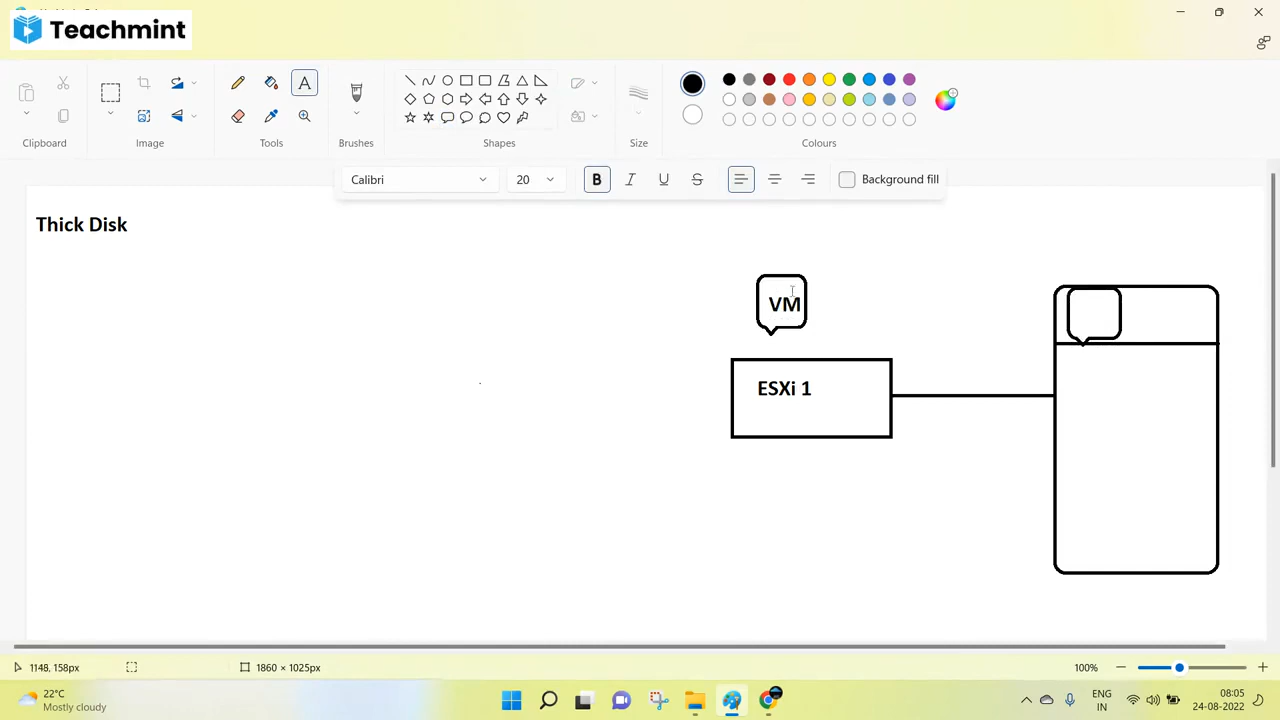 Teachmint
Clipboard
Image
Tools
Brushes
Shapes
Size
Colours
A
Calibri
20
B
I
U
S
Background fill
Thick Disk
VM
ESXi 1
1148, 158px
1860 × 1025px
100%
22°C
Mostly cloudy
ENG
IN
08:05
24-08-2022